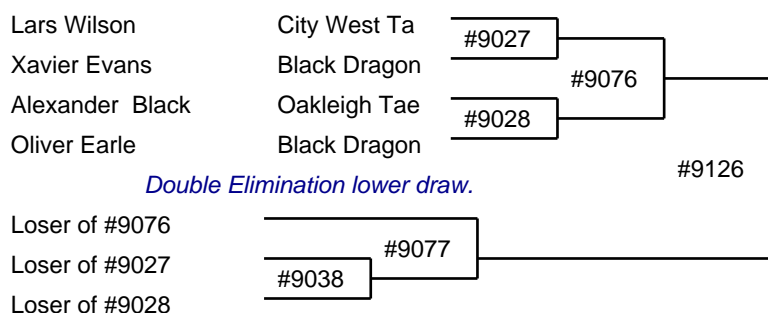 Lars Wilson City West Ta #9027
Xavier Evans Black Dragon
#9076
Alexander  Black Oakleigh Tae #9028
Oliver Earle Black Dragon
#9126
Double Elimination lower draw.
Loser of #9076
#9077
Loser of #9027
#9038
Loser of #9028